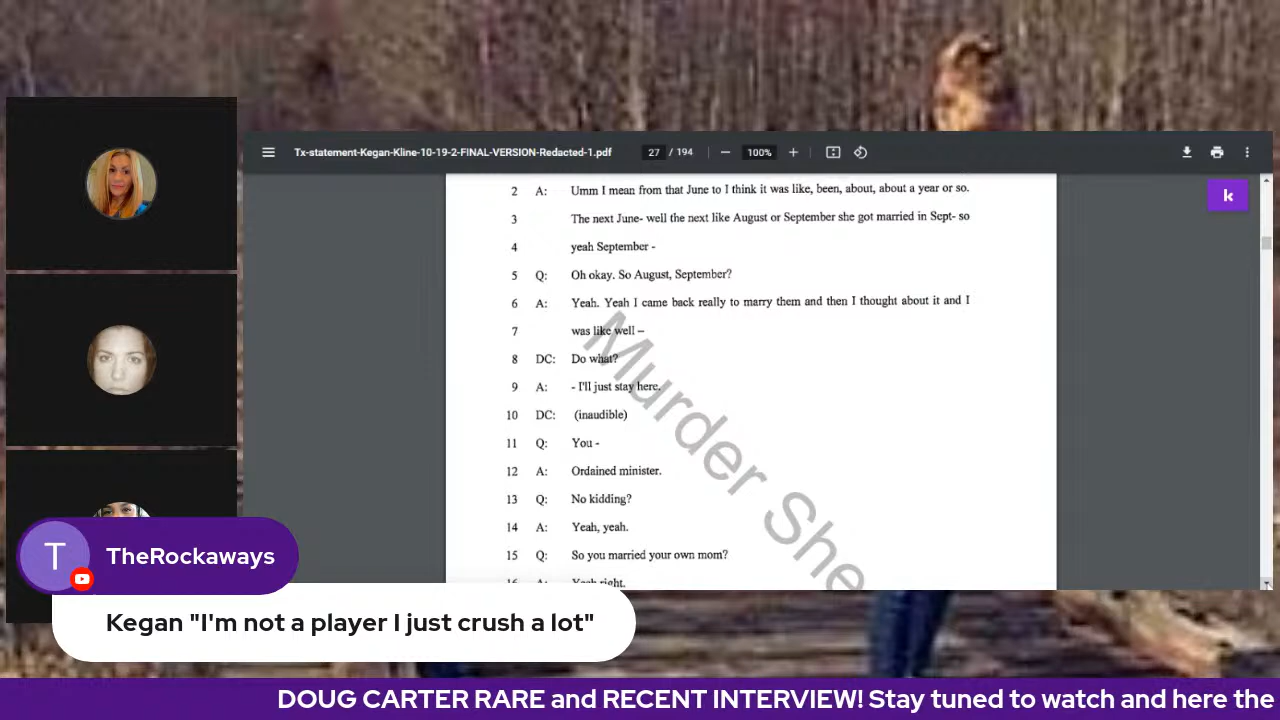 Tx-statement-Kegan-Kline-10-19-2-FINAL-VERSION-Redacted-1.pdf 27 / 194 100%
k
2 A: Umm I mean from that June to I think it was like, been, about, about a year or so.
3 The next June- well the next like August or September she got married in Sept- so
4 yeah September -
5 Q: Oh okay. So August, September?
6 A: Yeah. Yeah I came back really to marry them and then I thought about it and I
7 was like well –
8 DC: Do what?
9 A: - I'll just stay here.
10 DC: (inaudible)
11 Q: You -
12 A: Ordained minister.
13 Q: No kidding?
14 A: Yeah, yeah.
15 Q: So you married your own mom?
16 A: Yeah right.
Murder She
T TheRockaways
Kegan "I'm not a player I just crush a lot"
DOUG CARTER RARE and RECENT INTERVIEW! Stay tuned to watch and here the